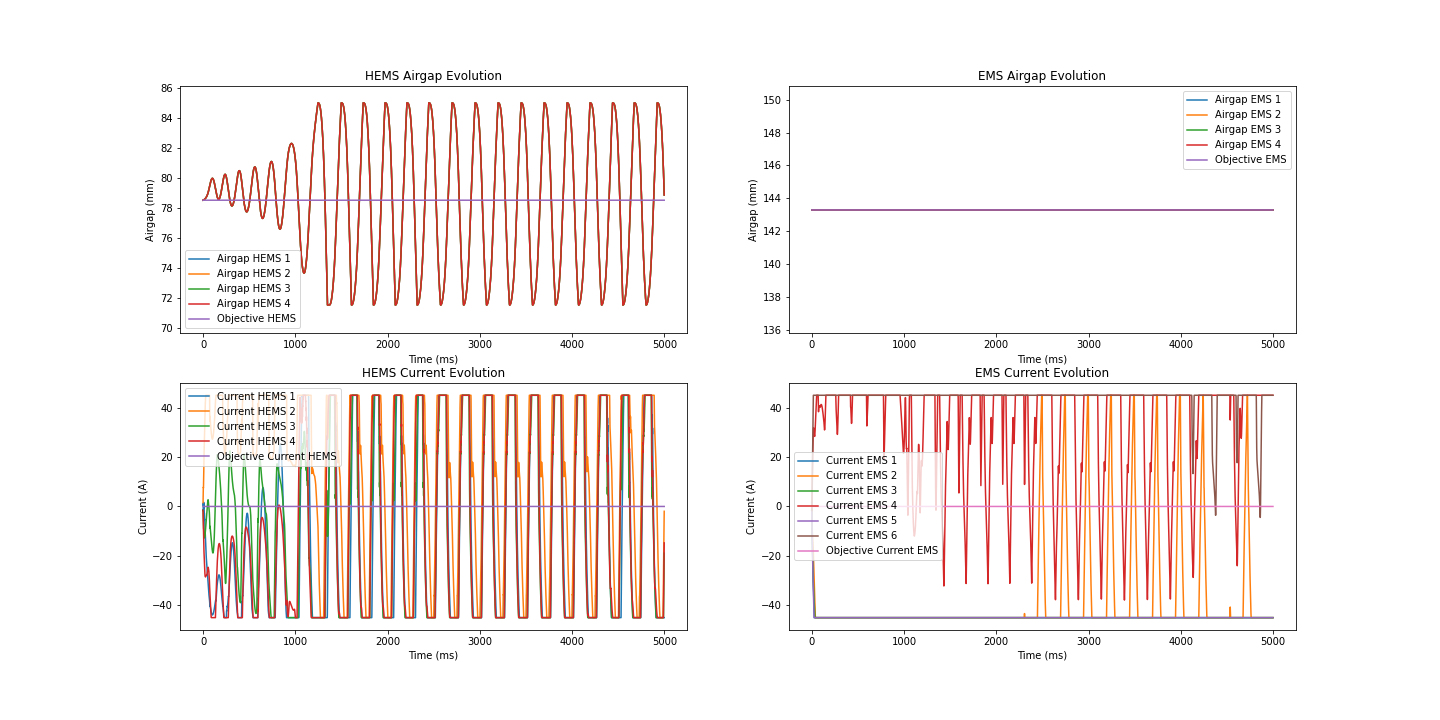 HEMS Airgap Evolution
86
84
82
80
78
76
74
72
70
Airgap (mm)
Airgap HEMS 1
Airgap HEMS 2
Airgap HEMS 3
Airgap HEMS 4
Objective HEMS
0 1000 2000 3000 4000 5000
Time (ms)
EMS Airgap Evolution
150
148
146
144
142
140
138
136
Airgap (mm)
Airgap EMS 1
Airgap EMS 2
Airgap EMS 3
Airgap EMS 4
Objective EMS
0 1000 2000 3000 4000 5000
Time (ms)
HEMS Current Evolution
40
20
0
−20
−40
Current (A)
Current HEMS 1
Current HEMS 2
Current HEMS 3
Current HEMS 4
Objective Current HEMS
0 1000 2000 3000 4000 5000
Time (ms)
EMS Current Evolution
40
20
0
−20
−40
Current (A)
Current EMS 1
Current EMS 2
Current EMS 3
Current EMS 4
Current EMS 5
Current EMS 6
Objective Current EMS
0 1000 2000 3000 4000 5000
Time (ms)